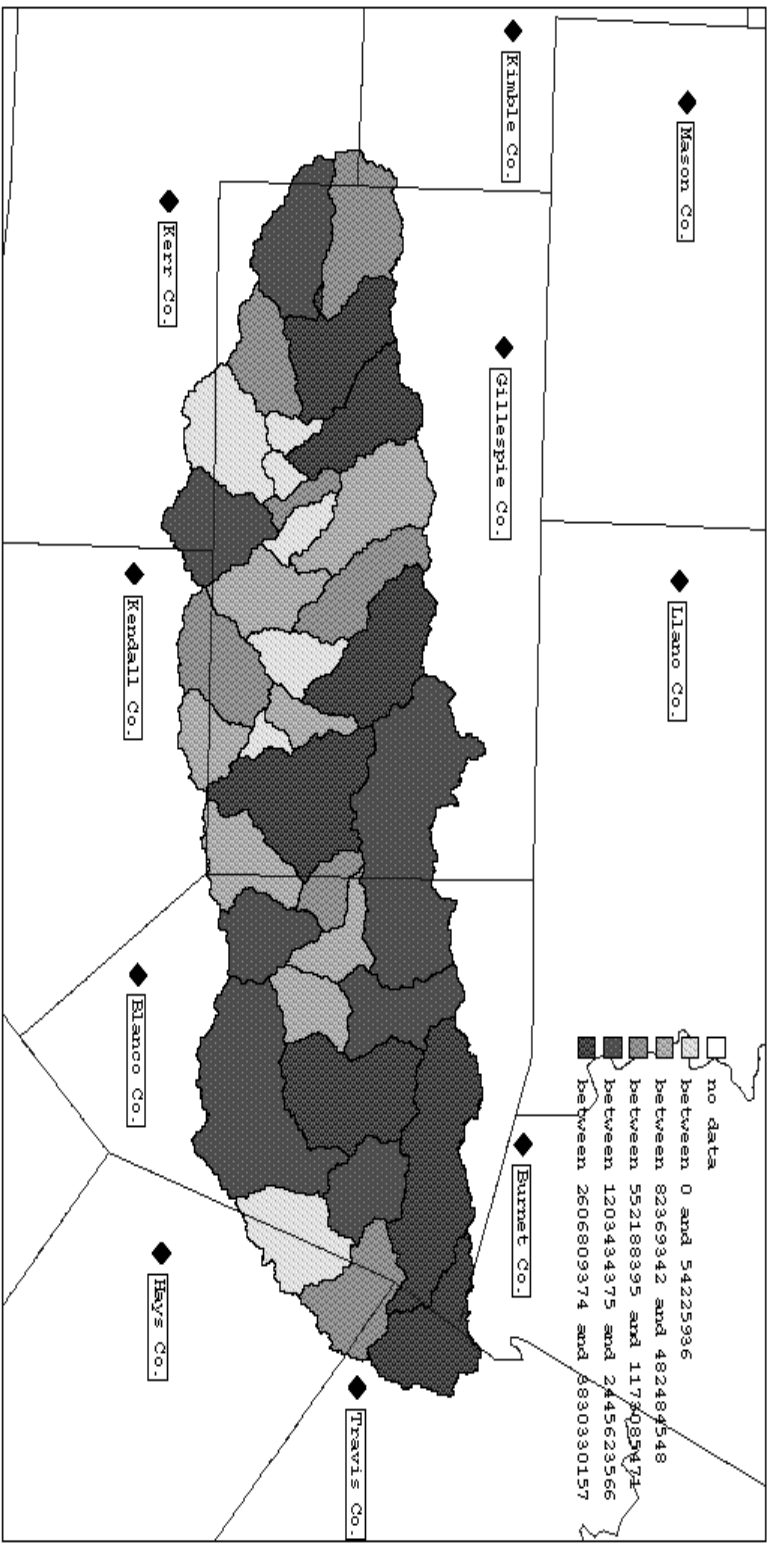 Mason Co.
Llano Co.
no data
between 0 and 54225936
between 82369342 and 482484548
between 552188395 and 1173085471
between 1203434375 and 2445623566
between 2606809374 and
Kimble Co.
Gillespie Co.
Burnet Co.
Travis Co.
Kerr Co.
Kendall Co.
Blanco Co.
Hays Co.